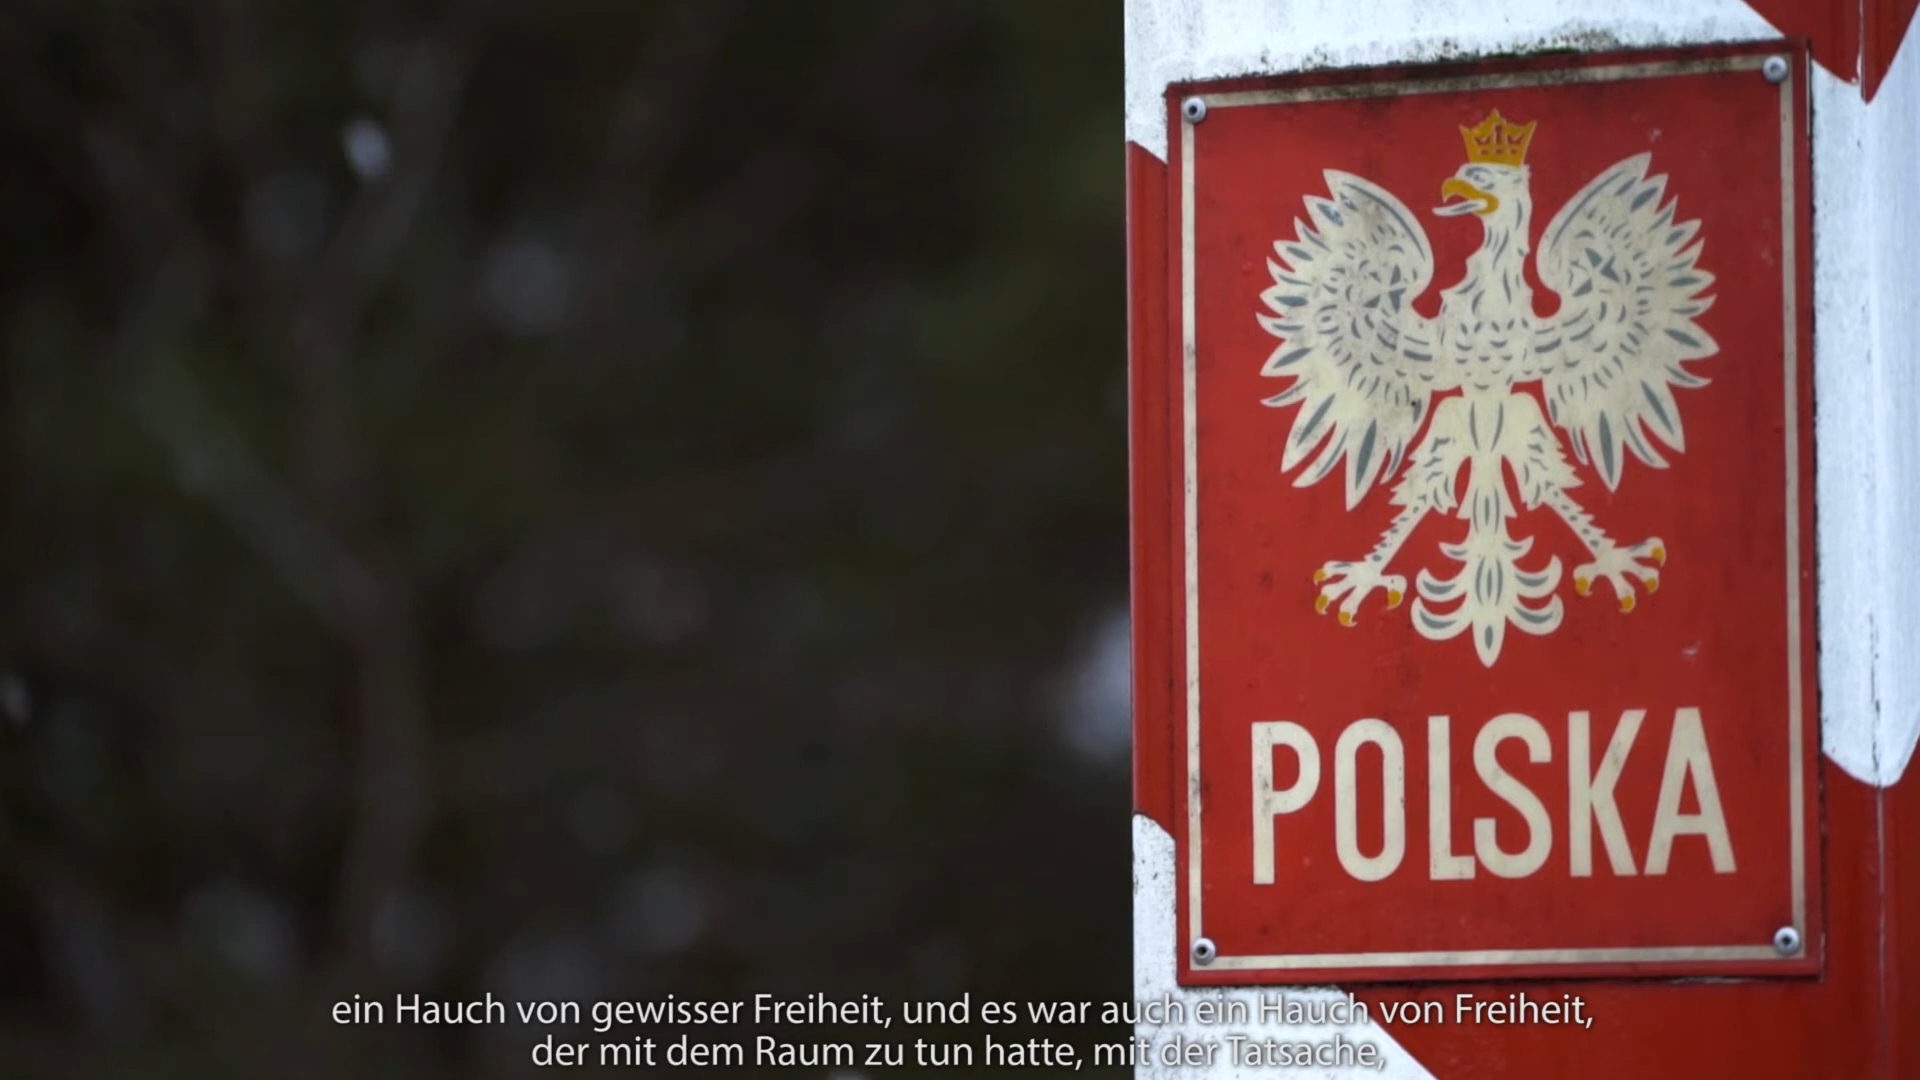 POLSKA
ein Hauch von gewisser Freiheit, und es war auch ein Hauch von Freiheit,
der mit dem Raum zu tun hatte, mit der Tatsache,